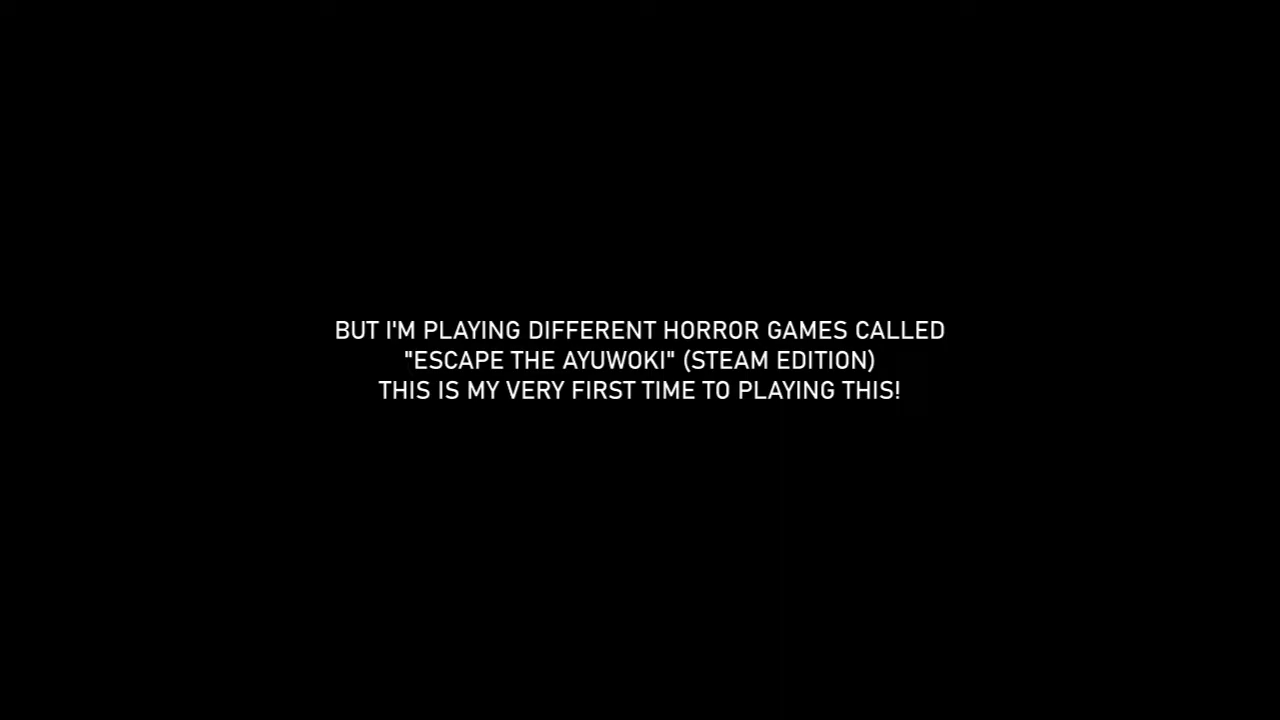 BUT I'M PLAYING DIFFERENT HORROR GAMES CALLED
"ESCAPE THE AYUWOKI" (STEAM EDITION)
THIS IS MY VERY FIRST TIME TO PLAYING THIS!